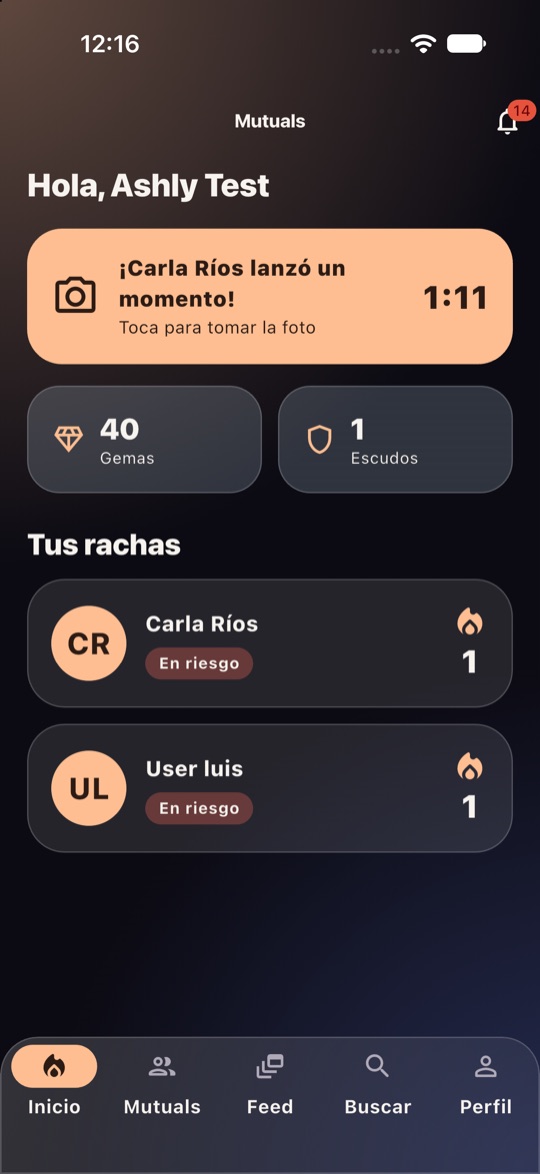 12:16
Mutuals
14
Hola, Ashly Test
¡Carla Ríos lanzó un
momento!
Toca para tomar la foto
1:11
40
Gemas
1
Escudos
Tus rachas
CR
Carla Ríos
En riesgo
1
UL
User luis
En riesgo
1
Inicio
Mutuals
Feed
Buscar
Perfil